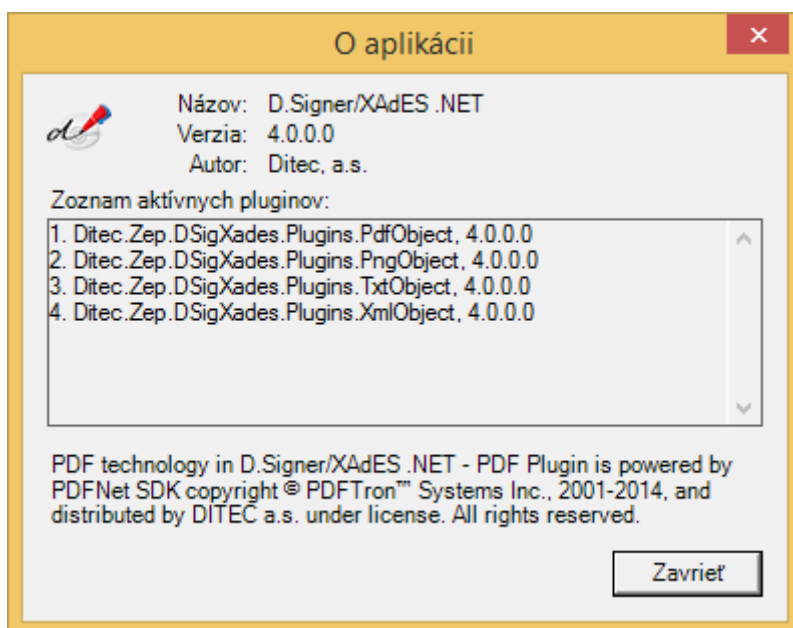 O aplikácii
Názov: D.Signer/XAdES .NET
Verzia: 4.0.0.0
Autor: Ditec, a.s.
Zoznam aktívnych pluginov:
1. Ditec.Zep.DSigXades.Plugins.PdfObject, 4.0.0.0
2. Ditec.Zep.DSigXades.Plugins.PngObject, 4.0.0.0
3. Ditec.Zep.DSigXades.Plugins.TxtObject, 4.0.0.0
4. Ditec.Zep.DSigXades.Plugins.XmlObject, 4.0.0.0
PDF technology in D.Signer/XAdES .NET - PDF Plugin is powered by
PDFNet SDK copyright © PDFTron™ Systems Inc., 2001-2014, and
distributed by DITEC a.s. under license. All rights reserved.
Zavrieť